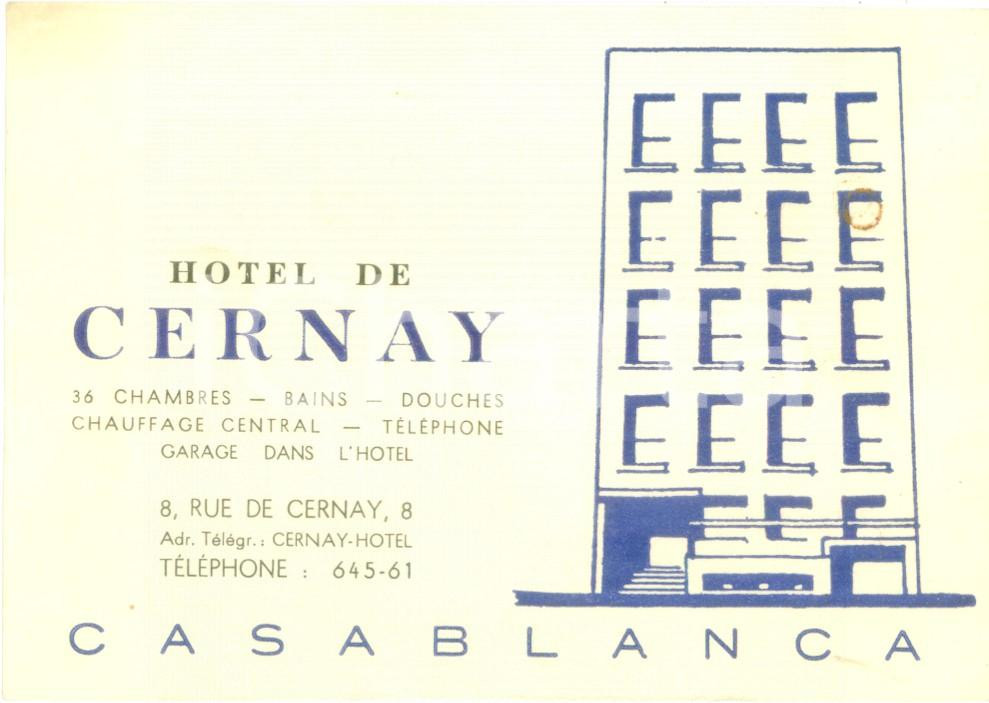 HOTEL DE
CERNAY
36 CHAMBRES — BAINS — DOUCHES
CHAUFFAGE CENTRAL — TÉLÉPHONE
GARAGE DANS L'HOTEL
8, RUE DE CERNAY, 8
Adr. Télégr. : CERNAY-HOTEL
TÉLÉPHONE : 645-61
CASABLANCA